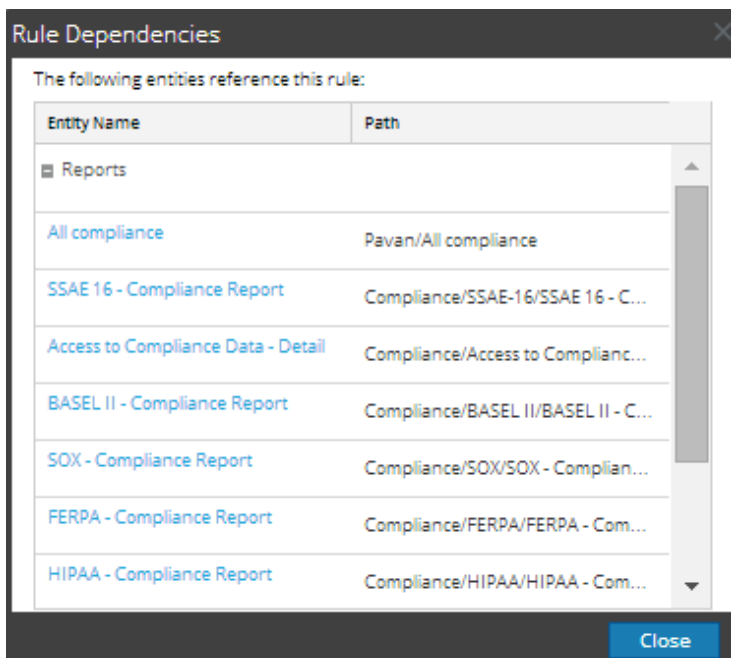 Rule Dependencies
The following entities reference this rule:
Entity Name Path
Reports
All compliance Pavan/All compliance
SSAE 16 - Compliance Report Compliance/SSAE-16/SSAE 16 - C...
Access to Compliance Data - Detail Compliance/Access to Complianc...
BASEL II - Compliance Report Compliance/BASEL II/BASEL II - C...
SOX - Compliance Report Compliance/SOX/SOX - Complian...
FERPA - Compliance Report Compliance/FERPA/FERPA - Com...
HIPAA - Compliance Report Compliance/HIPAA/HIPAA - Com...
Close